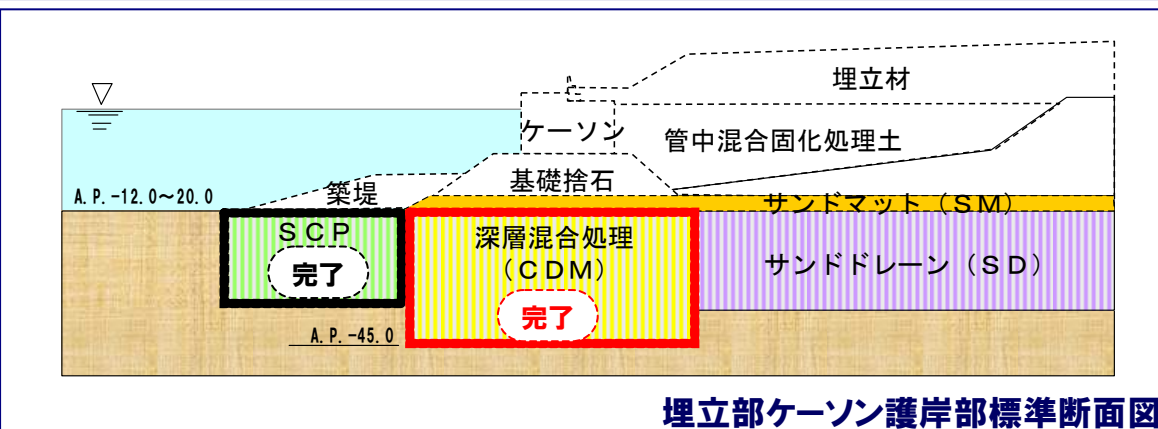 埋立材
ケーソン
管中混合固化処理土
基礎捨石
築堤
A.P.-12.0～20.0
サンドマット（SM）
SCP
完了
深層混合処理
（CDM）
完了
サンドドレーン（SD）
A.P.-45.0
埋立部ケーソン護岸部標準断面図